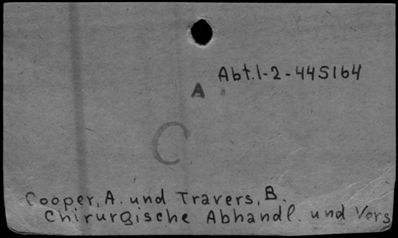 Abt.1-2-445164
A
C
Cooper, A. und Travers, B.
Chirurgische Abhandl. und Vers